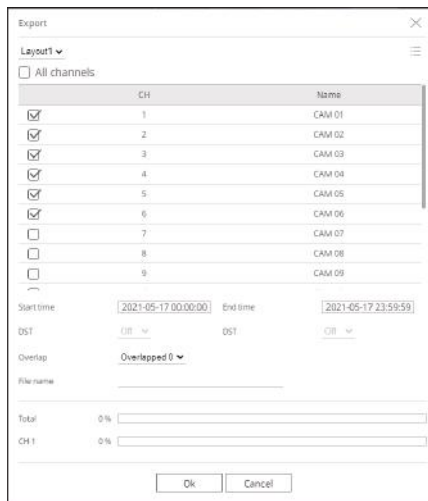 Export
Layout1
All channels
CH Name
1 CAM 01
2 CAM 02
3 CAM 03
4 CAM 04
5 CAM 05
6 CAM 06
7 CAM 07
8 CAM 08
9 CAM 09
Start time 2021-05-17 00:00:00 End time 2021-05-17 23:59:59
DST Off DST Off
Overlap Overlapped 0
File name
Total 0 %
CH 1 0 %
Ok Cancel